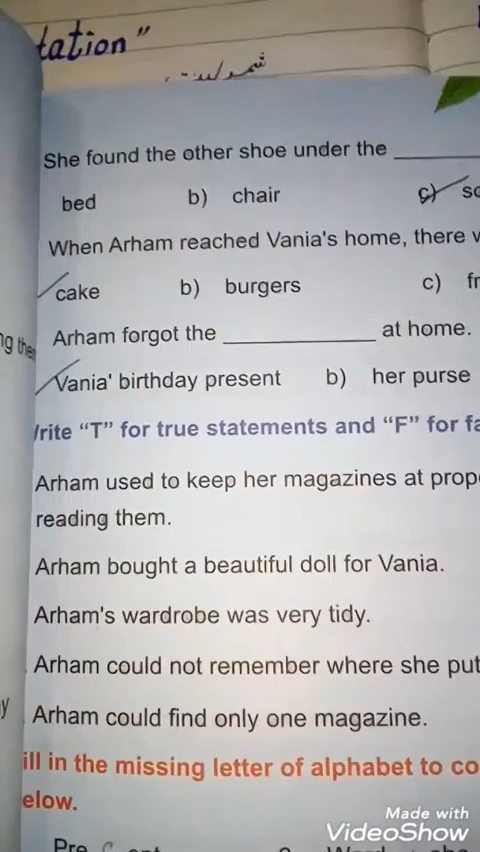 tation"
She found the other shoe under the ________
bed b) chair c) so
When Arham reached Vania's home, there w
cake b) burgers c) fr
Arham forgot the ________ at home.
Vania' birthday present b) her purse
rite "T" for true statements and "F" for fa
Arham used to keep her magazines at prop
reading them.
Arham bought a beautiful doll for Vania.
Arham's wardrobe was very tidy.
Arham could not remember where she put
Arham could find only one magazine.
ill in the missing letter of alphabet to co
elow.
Made with
VideoShow